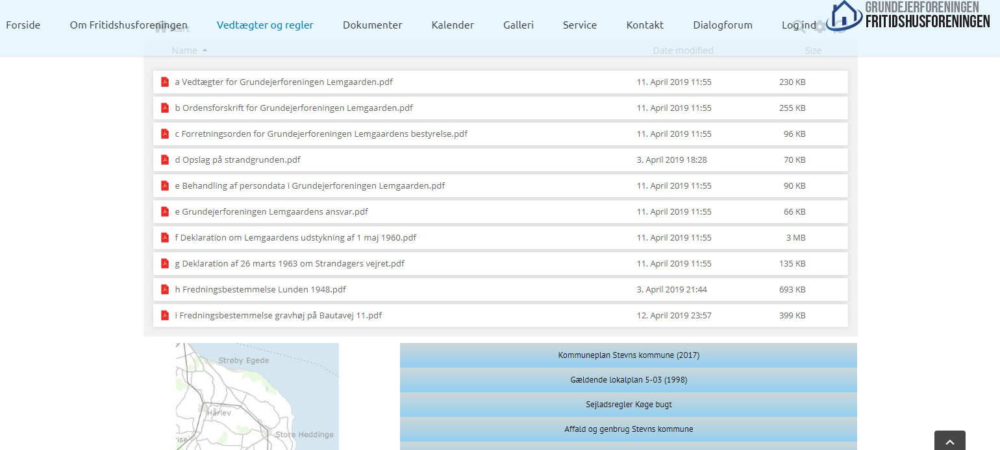 GRUNDEJERFORENINGEN
FRITIDSHUSFORENINGEN
Forside Om Fritidshusforeningen Vedtægter og regler Dokumenter Kalender Galleri Service Kontakt Dialogforum Log ind
Start
Name Date modified Size
a Vedtægter for Grundejerforeningen Lemgaarden.pdf 11. April 2019 11:55 230 KB
b Ordensforskrift for Grundejerforeningen Lemgaarden.pdf 11. April 2019 11:55 255 KB
c Forretningsorden for Grundejerforeningen Lemgaardens bestyrelse.pdf 11. April 2019 11:55 96 KB
d Opslag på strandgrunden.pdf 3. April 2019 18:28 70 KB
e Behandling af persondata i Grundejerforeningen Lemgaarden.pdf 11. April 2019 11:55 90 KB
e Grundejerforeningen Lemgaardens ansvar.pdf 11. April 2019 11:55 66 KB
f Deklaration om Lemgaardens udstykning af 1 maj 1960.pdf 11. April 2019 11:55 3 MB
g Deklaration af 26 marts 1963 om Strandagers vejret.pdf 11. April 2019 11:55 135 KB
h Fredningsbestemmelse Lunden 1948.pdf 3. April 2019 21:44 693 KB
i Fredningsbestemmelse gravhøj på Bautavej 11.pdf 12. April 2019 23:57 399 KB
Strøby Egede
Hårlev
Store Heddinge
rise
Kommuneplan Stevns kommune (2017)
Gældende lokalplan 5-03 (1998)
Sejladsregler Køge bugt
Affald og genbrug Stevns kommune